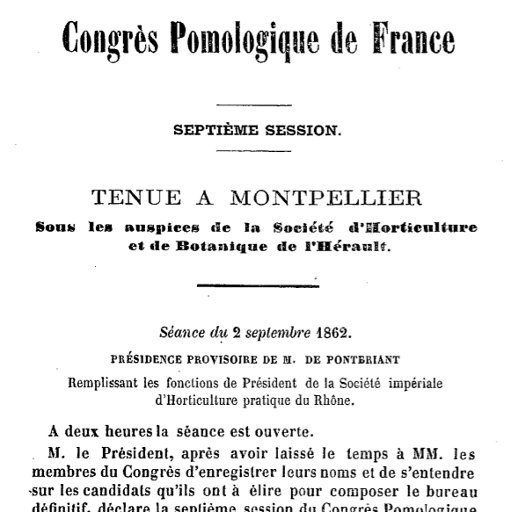 Congrès Pomologique de France
SEPTIÈME SESSION.
TENUE A MONTPELLIER
Sous les auspices de la Société d'Horticulture
et de Botanique de l'Hérault.
Séance du 2 septembre 1862.
PRÉSIDENCE PROVISOIRE DE M. DE PONTBRIANT
Remplissant les fonctions de Président de la Société impériale
d'Horticulture pratique du Rhône.
A deux heures la séance est ouverte.
M. le Président, après avoir laissé le temps à MM. les
membres du Congrès d'enregistrer leurs noms et de s'entendre
sur les candidats qu'ils ont à élire pour composer le bureau
définitif, déclare la septième session du Congrès Pomologique